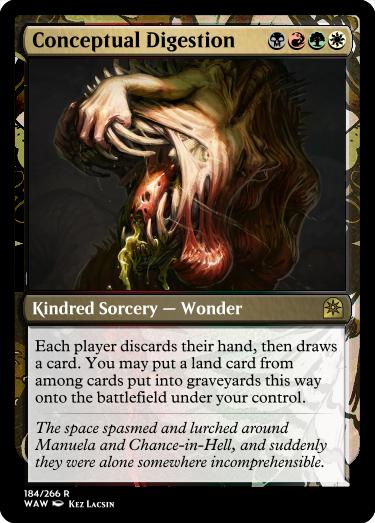 Conceptual Digestion
Kindred Sorcery — Wonder
Each player discards their hand, then draws
a card. You may put a land card from
among cards put into graveyards this way
onto the battlefield under your control.
The space spasmed and lurched around
Manuela and Chance-in-Hell, and suddenly
they were alone somewhere incomprehensible.
184/266 R
WAW Kez Lacsin